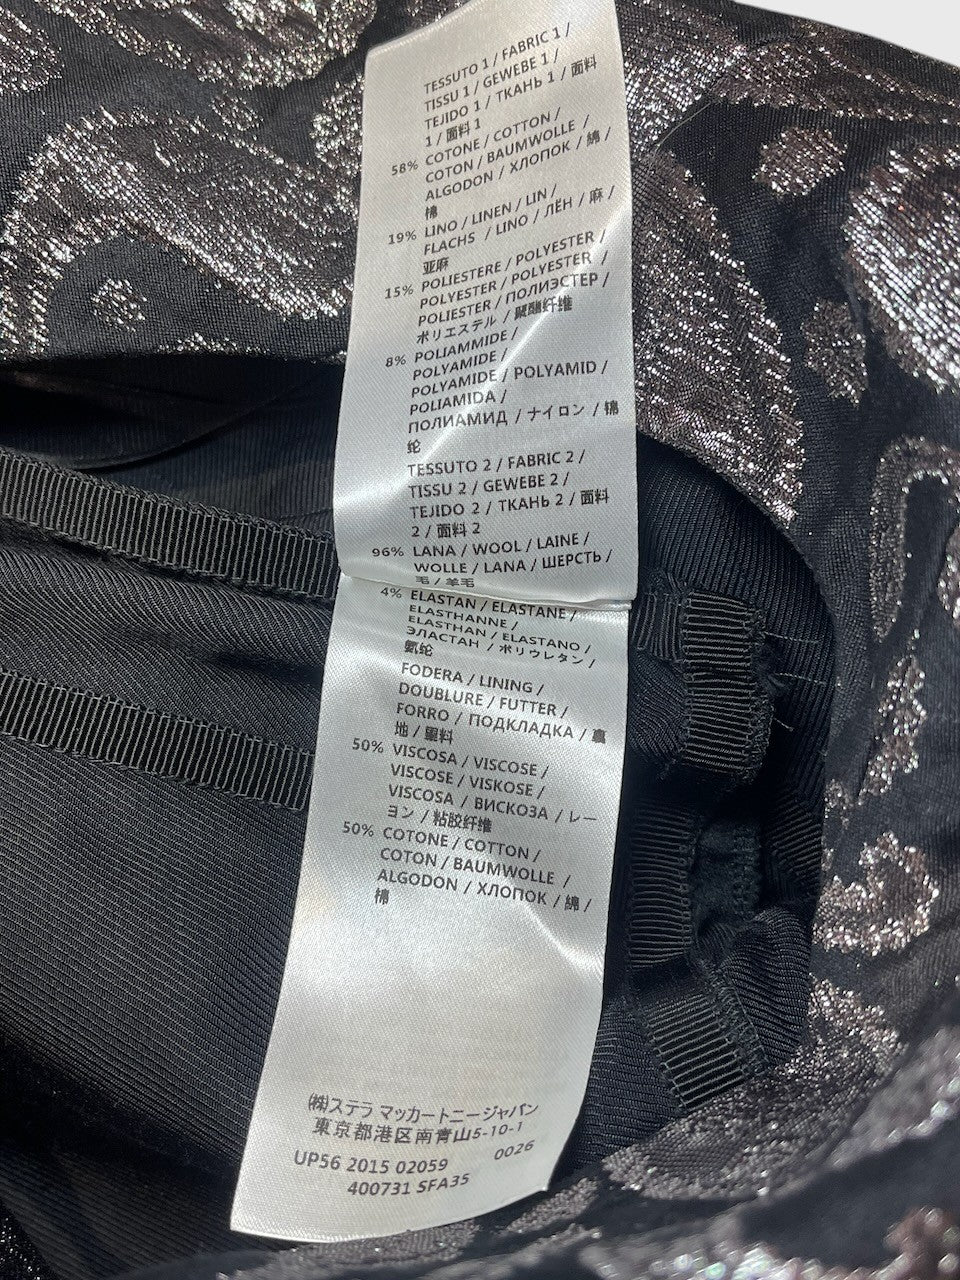 TESSUTO 1 / FABRIC 1 /
TISSU 1 / GEWEBE 1 /
TEJIDO 1 / ТКАНЬ 1 / 面料
1 / 面料 1
58% COTONE / COTTON /
COTON / BAUMWOLLE /
ALGODON / ХЛОПОК / 綿 /
棉
19% LINO / LINEN / LIN /
FLACHS / LINO / ЛЁН / 麻 /
亚麻
15% POLIESTERE / POLYESTER /
POLYESTER / POLYESTER /
POLIESTER / ПОЛИЭСТЕР /
ポリエステル / 聚酯纤维
8% POLIAMMIDE /
POLYAMIDE /
POLYAMIDE / POLYAMID /
POLIAMIDA /
ПОЛИАМИД / ナイロン / 锦
纶
TESSUTO 2 / FABRIC 2 /
TISSU 2 / GEWEBE 2 /
TEJIDO 2 / ТКАНЬ 2 / 面料
2 / 面料 2
96% LANA / WOOL / LAINE /
WOLLE / LANA / ШЕРСТЬ /
毛 / 羊毛
4% ELASTAN / ELASTANE /
ELASTHANNE /
ELASTHAN / ELASTANO /
ЭЛАСТАН / ポリウレタン /
氨纶
FODERA / LINING /
DOUBLURE / FUTTER /
FORRO / ПОДКЛАДКА / 裏
地 / 里料
50% VISCOSA / VISCOSE /
VISCOSE / VISKOSE /
VISCOSA / ВИСКОЗА / レー
ヨン / 粘胶纤维
50% COTONE / COTTON /
COTON / BAUMWOLLE /
ALGODON / ХЛОПОК / 綿 /
棉
㈱ステラ マッカートニージャパン
東京都港区南青山5-10-1
UP56 2015 02059 0026
400731 SFA35